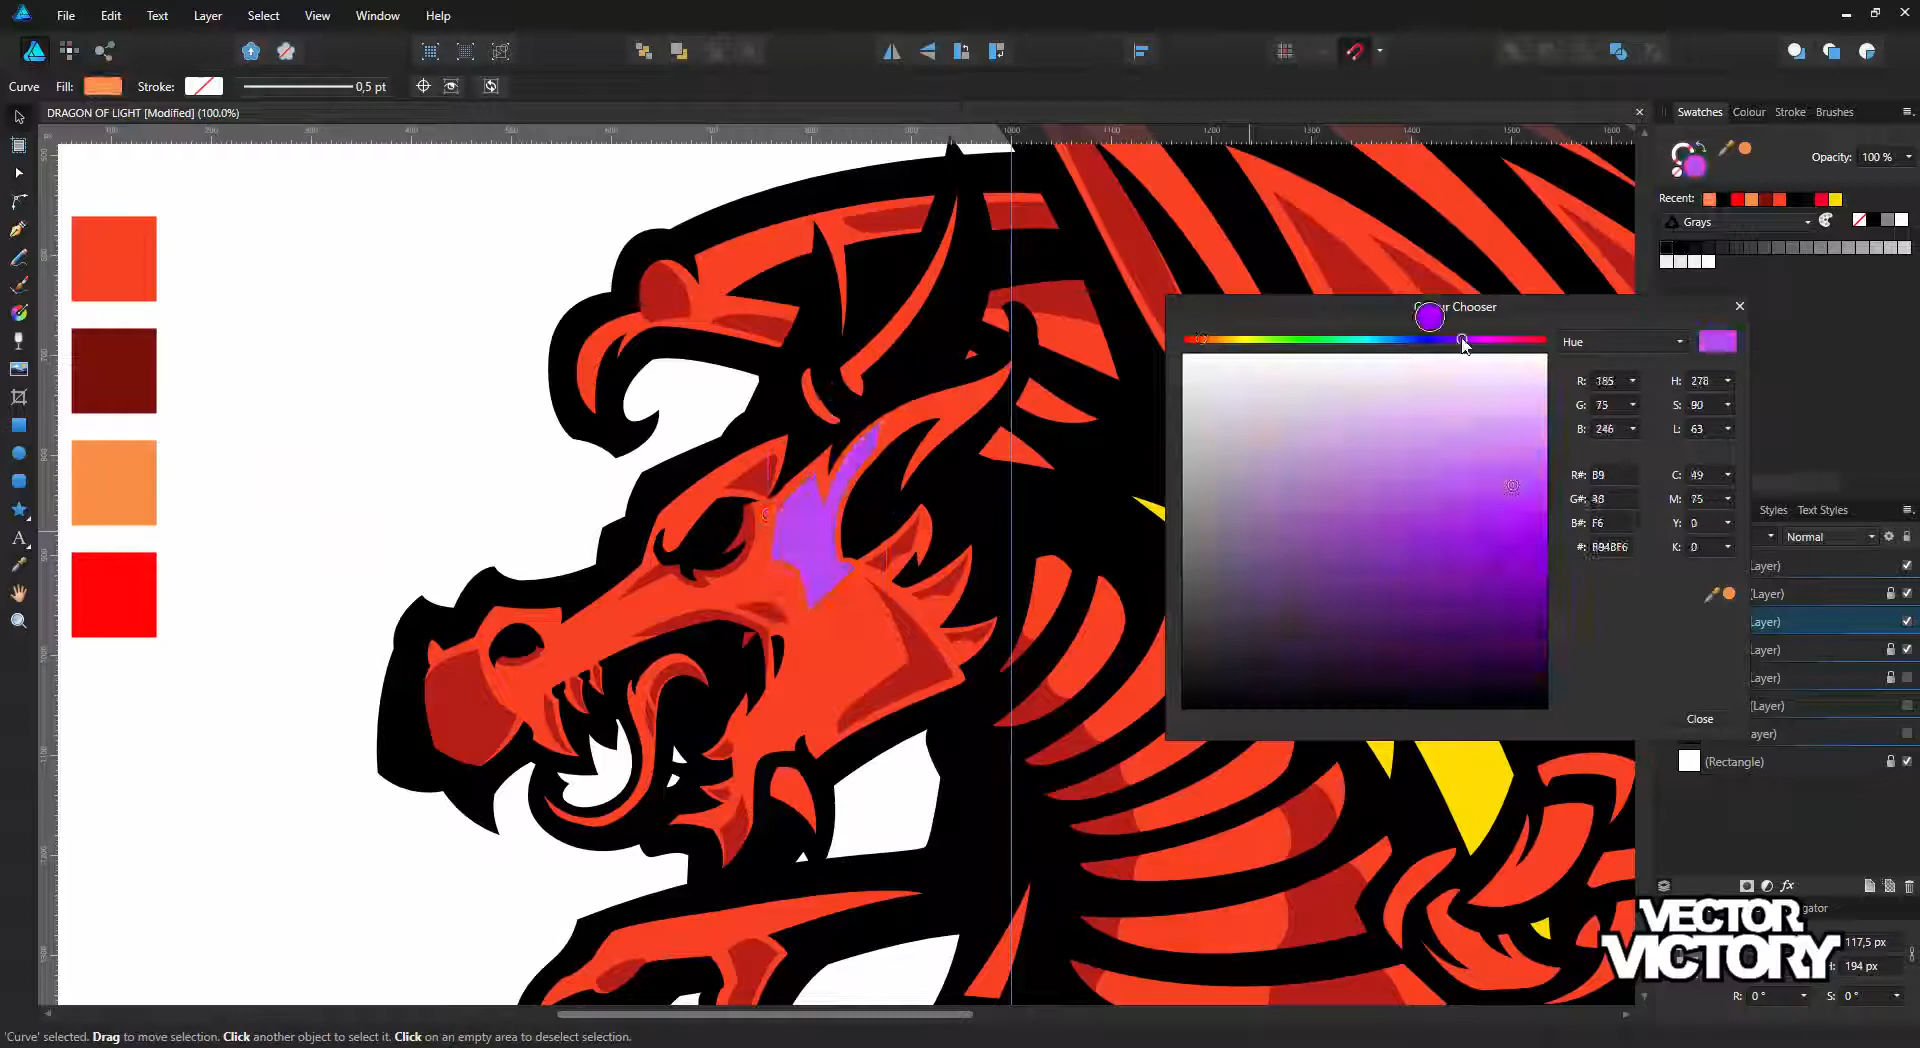 File Edit Text Layer Select View Window Help
Curve Fill: Stroke: 0,5 pt
DRAGON OF LIGHT [Modified] (100.0%)
Swatches Colour Stroke Brushes
Opacity: 100 %
Recent:
Grays
Hue
R: 185 H: 278
G: 75 S: 90
B: 246 L: 63
R#: B9 C: 49
G#: M: 75
B#: F6 Y: 0
#: B94BF6 K: 0
Close
Styles Text Styles
Normal
(Layer)
(Layer)
(Rectangle)
VECTOR
VICTORY
117,5 px
H: 194 px
R: 0 ° S: 0 °
'Curve' selected. Drag to move selection. Click another object to select it. Click on an empty area to deselect selection.